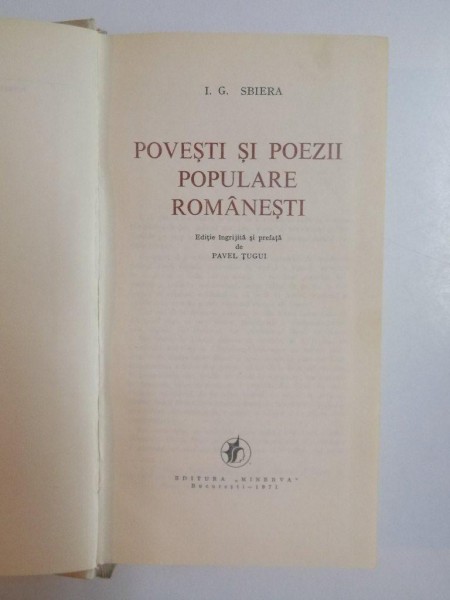 I. G. SBIERA
POVEȘTI ȘI POEZII
POPULARE
ROMÂNEȘTI
Ediție îngrijită și prefață
de
PAVEL ȚUGUI
EDITURA „MINERVA”
București – 1971